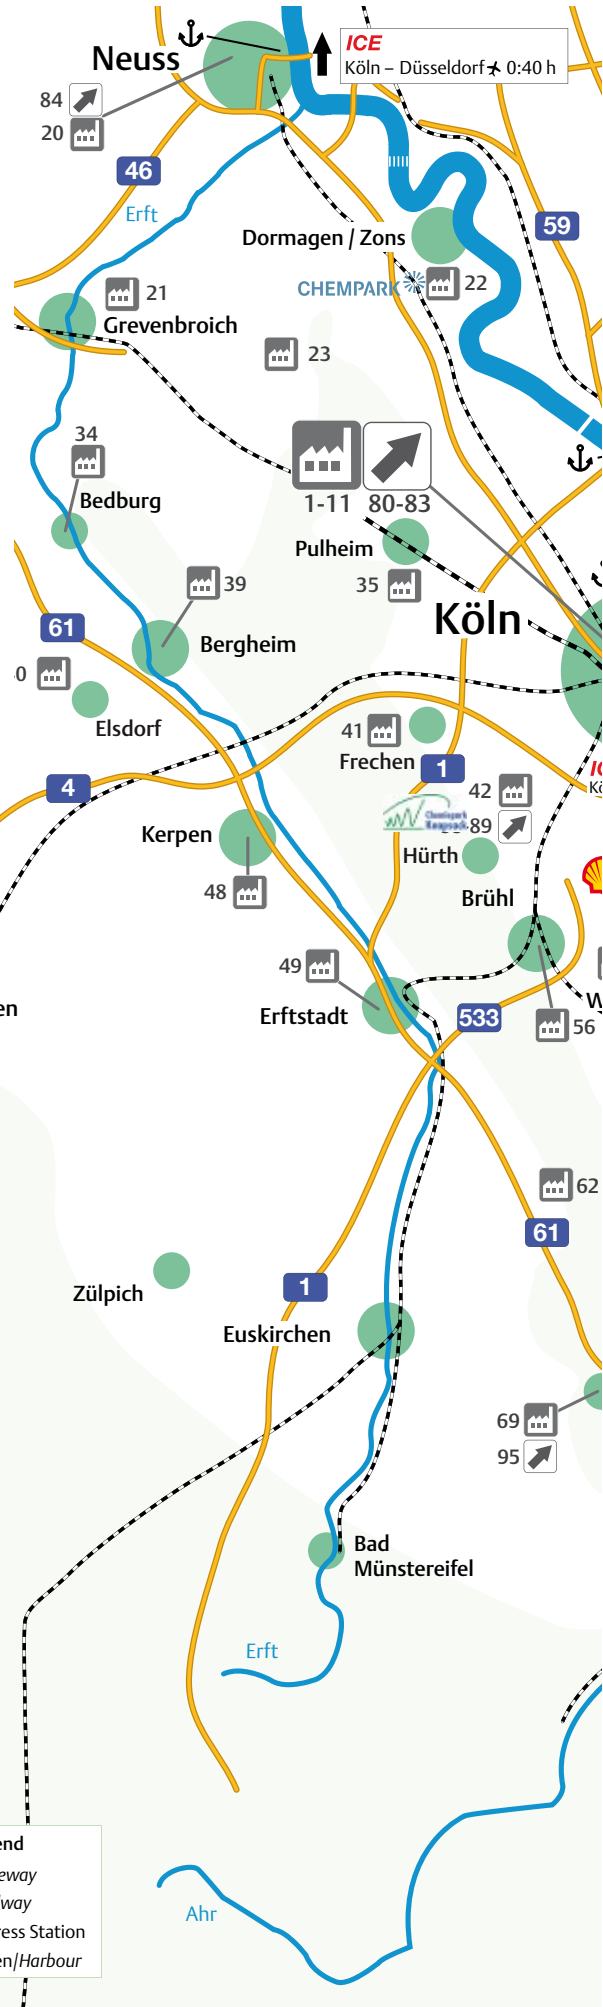 Neuss
ICE
Köln – Düsseldorf 0:40 h
84
20
46
Erft
59
Dormagen / Zons
CHEMPARK
22
21
Grevenbroich
23
34
Bedburg
1-11 80-83
Pulheim
35
39
Köln
61
Bergheim
Elsdorf
41
Frechen
1
4
42
89
Kerpen
Hürth
48
Brühl
49
Erftstadt
533
56
62
61
Zülpich
1
Euskirchen
69
95
Bad
Münstereifel
Erft
Ahr
end
eway
way
ress Station
en/Harbour